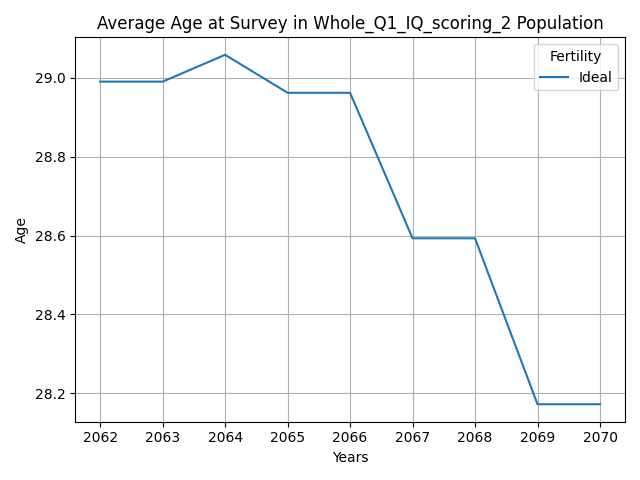 Average Age at Survey in Whole_Q1_IQ_scoring_2 Population
Fertility
Ideal
29.0
28.8
28.6
28.4
28.2
Age
2062 2063 2064 2065 2066 2067 2068 2069 2070
Years